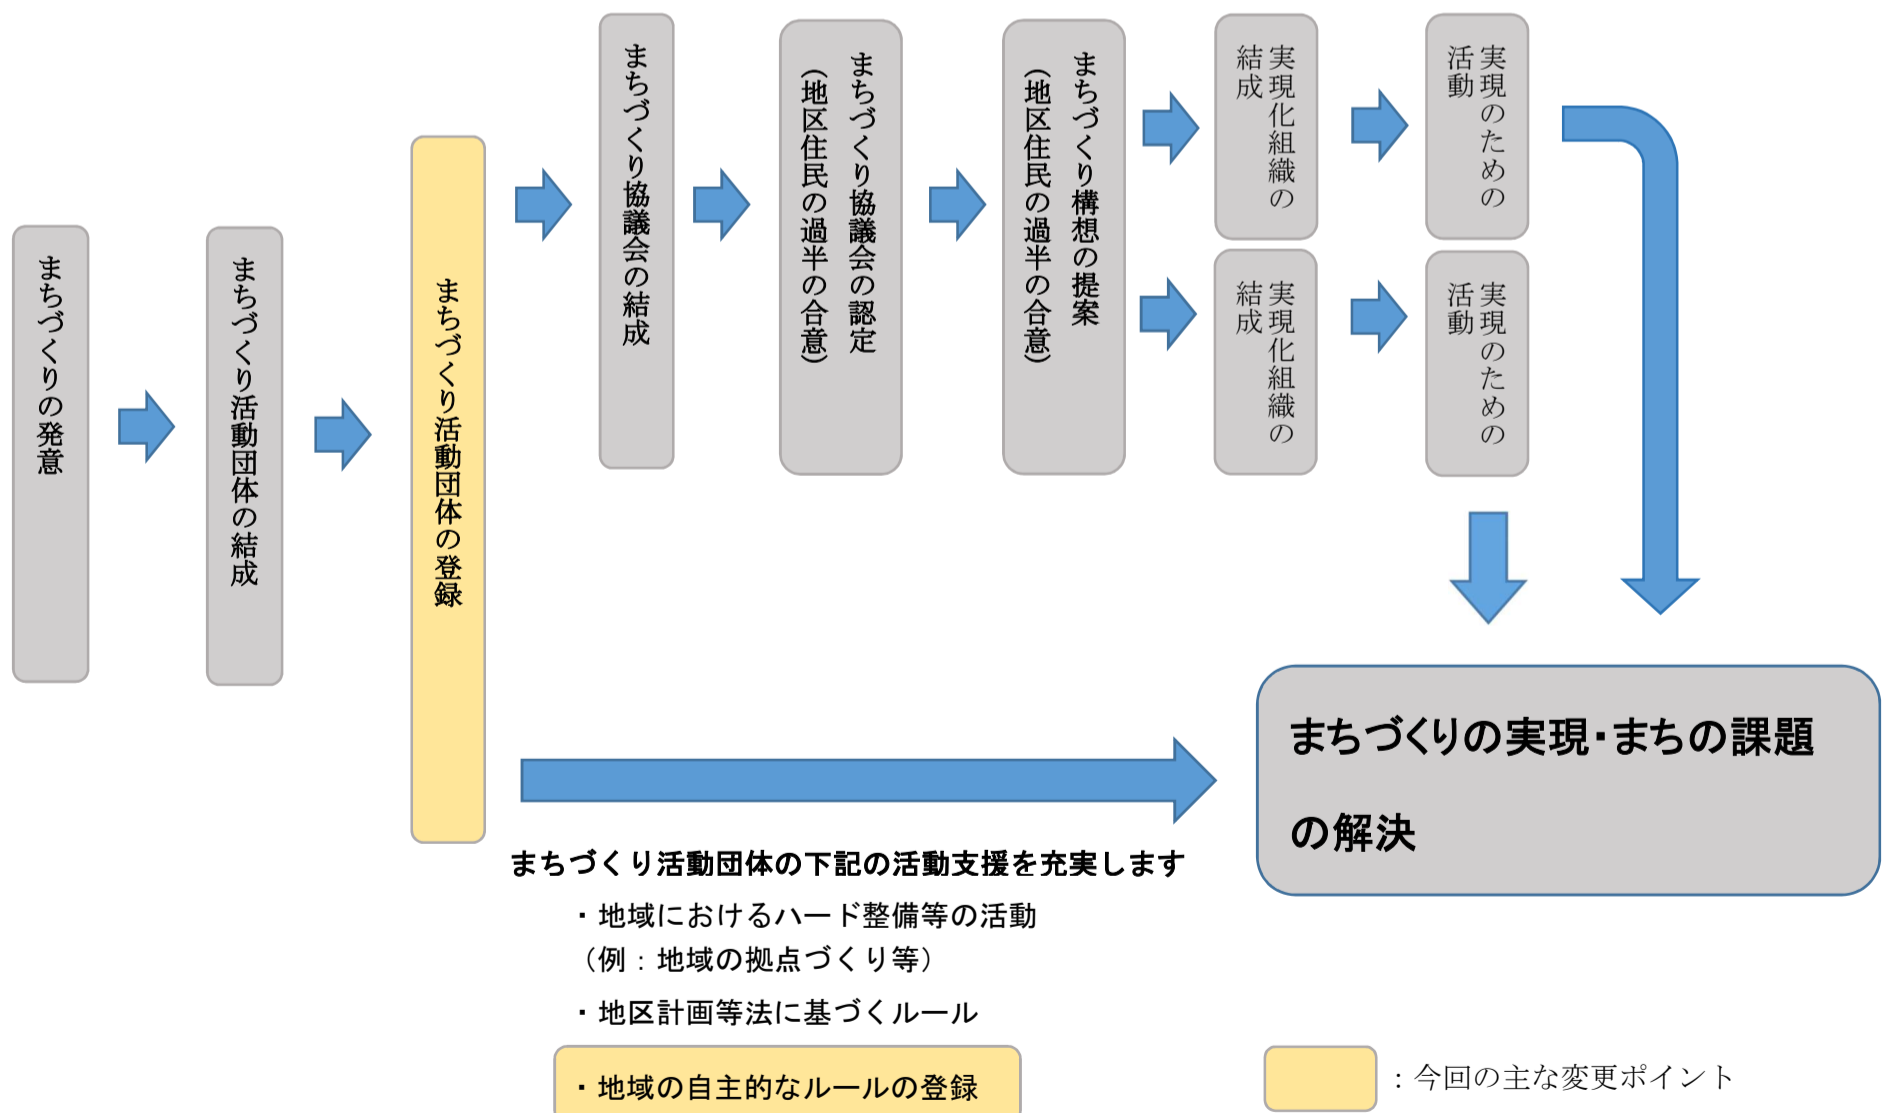 まちづくりの発意
まちづくり活動団体の結成
まちづくり活動団体の登録
まちづくり協議会の結成
まちづくり協議会の認定
(地区住民の過半の合意)
まちづくり構想の提案
(地区住民の過半の合意)
実現化組織の
結成
実現のための
活動
実現化組織の
結成
実現のための
活動
まちづくりの実現・まちの課題
の解決
まちづくり活動団体の下記の活動支援を充実します
・地域におけるハード整備等の活動
(例：地域の拠点づくり等)
・地区計画等法に基づくルール
・地域の自主的なルールの登録
：今回の主な変更ポイント